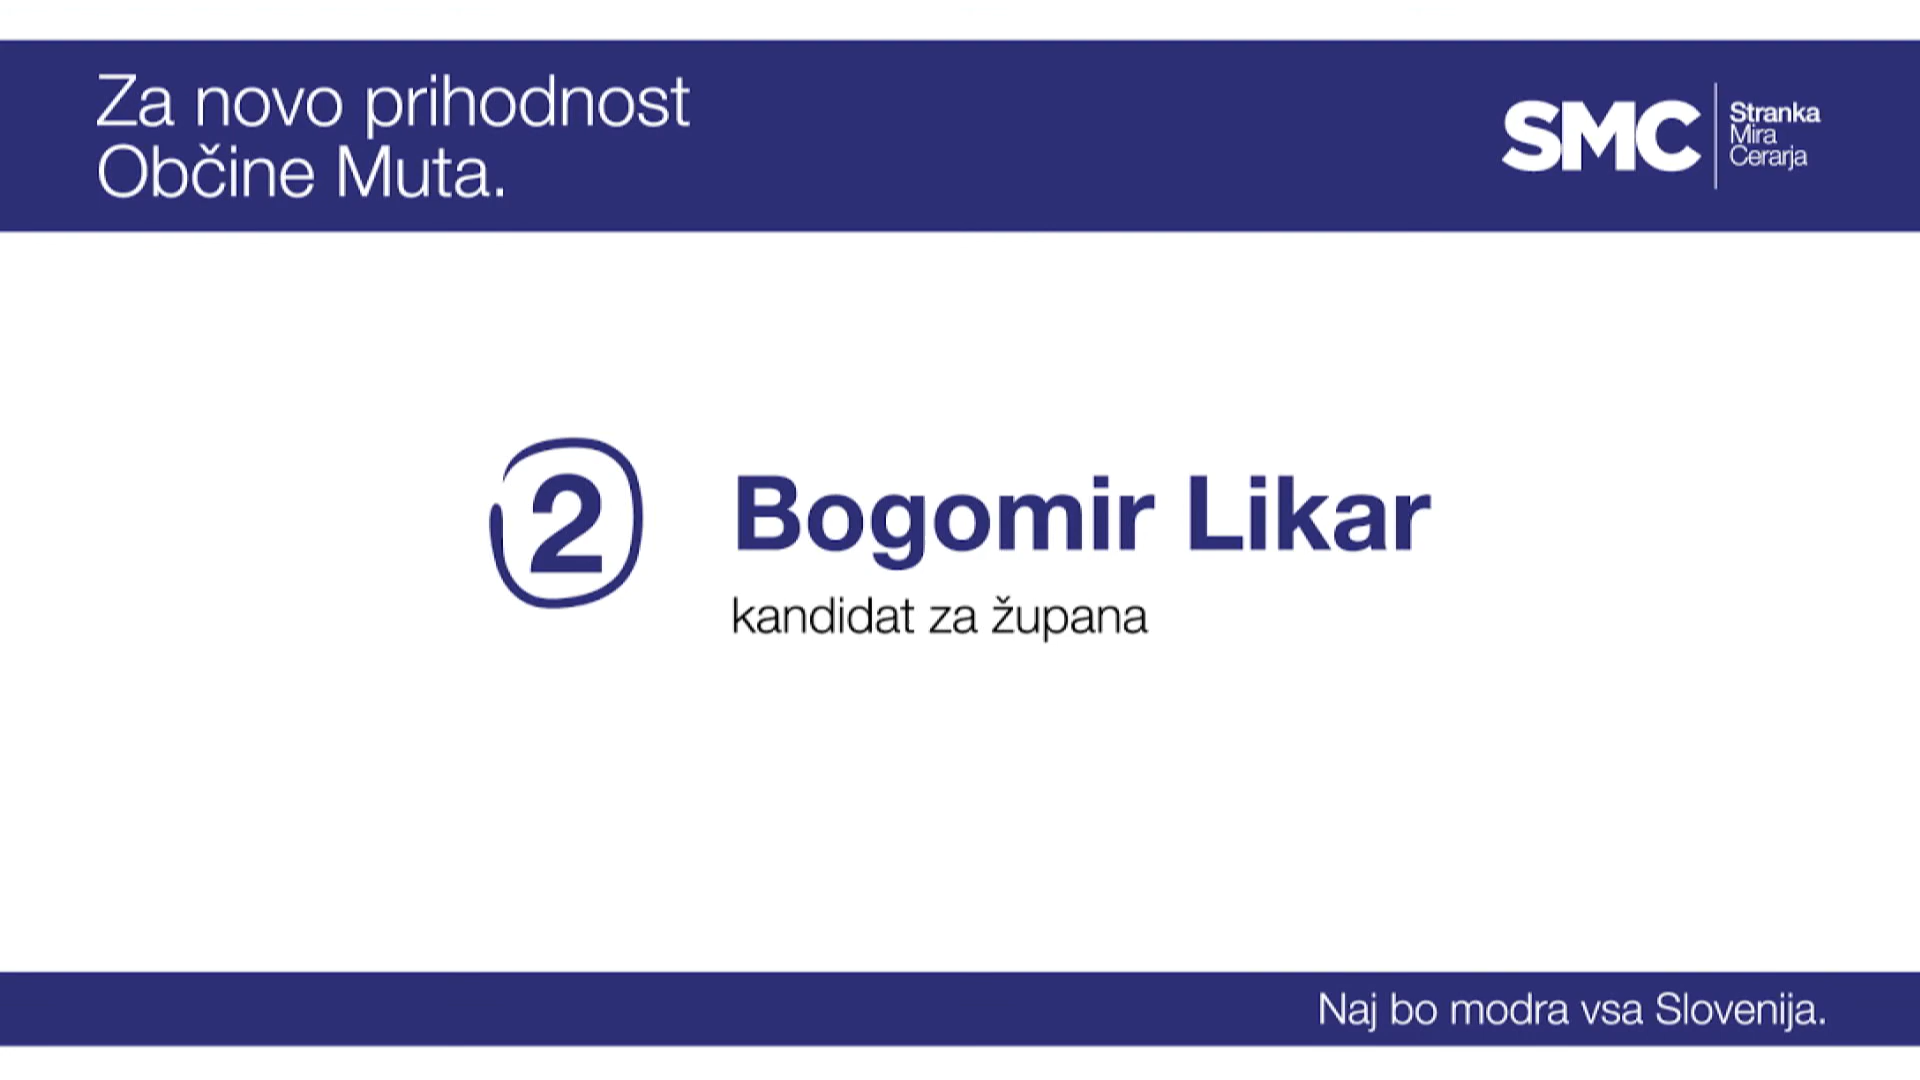 Za novo prihodnost
Občine Muta.
SMC
Stranka
Mira
Cerarja
2
Bogomir Likar
kandidat za župana
Naj bo modra vsa Slovenija.